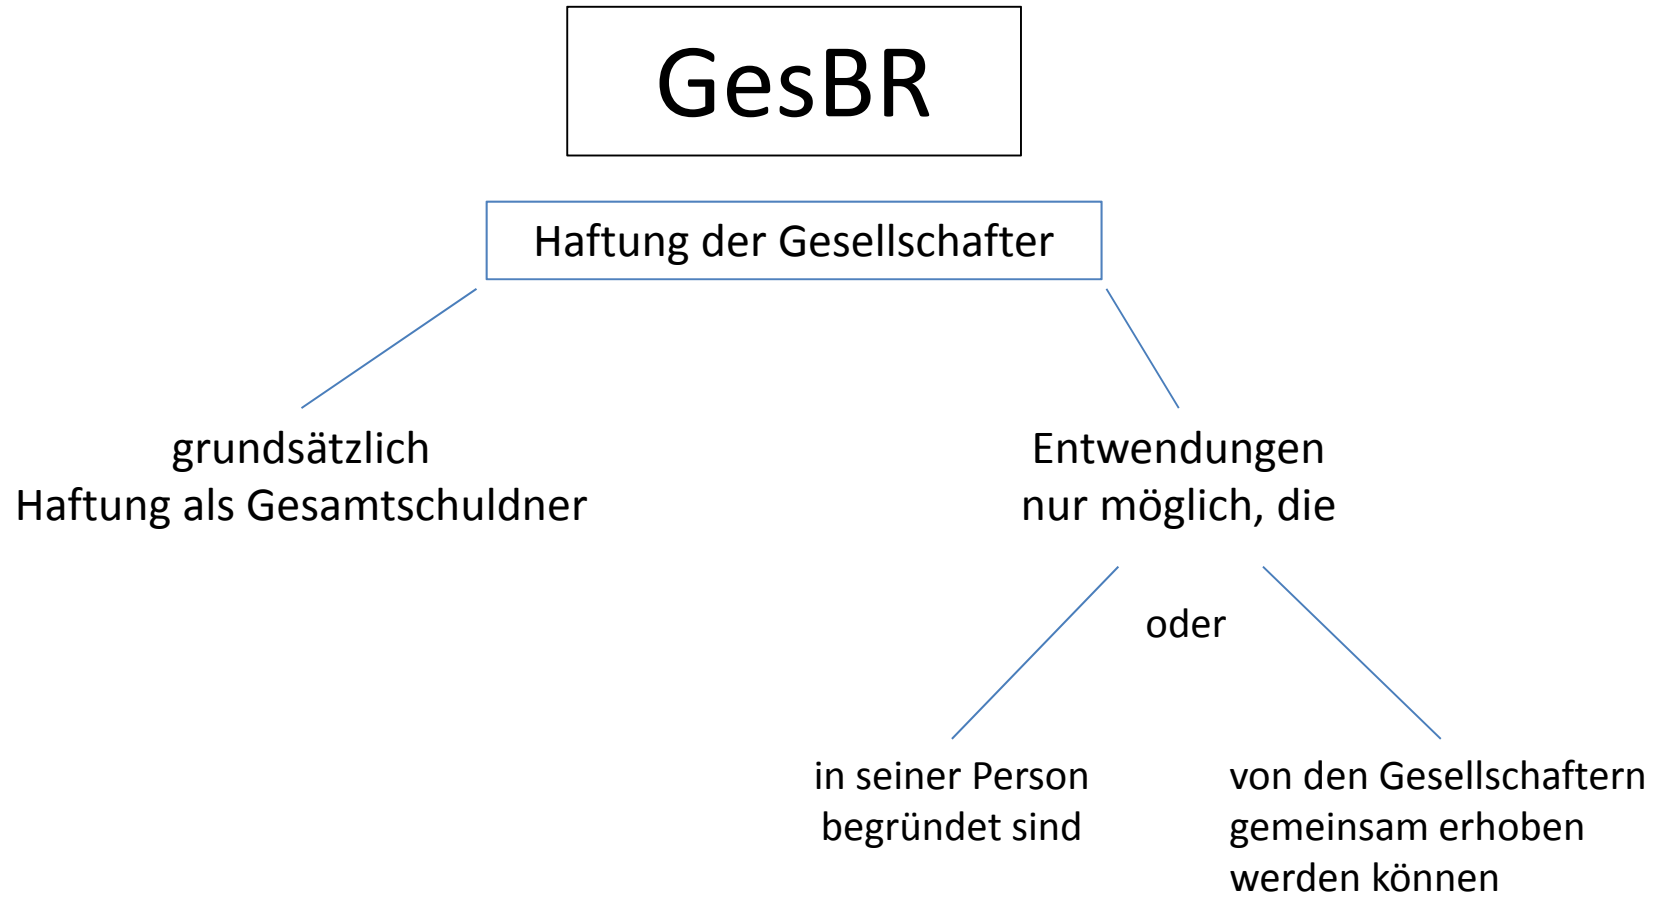 GesBR
Haftung der Gesellschafter
grundsätzlich
Haftung als Gesamtschuldner
Entwendungen
nur möglich, die
oder
in seiner Person
begründet sind
von den Gesellschaftern
gemeinsam erhoben
werden können